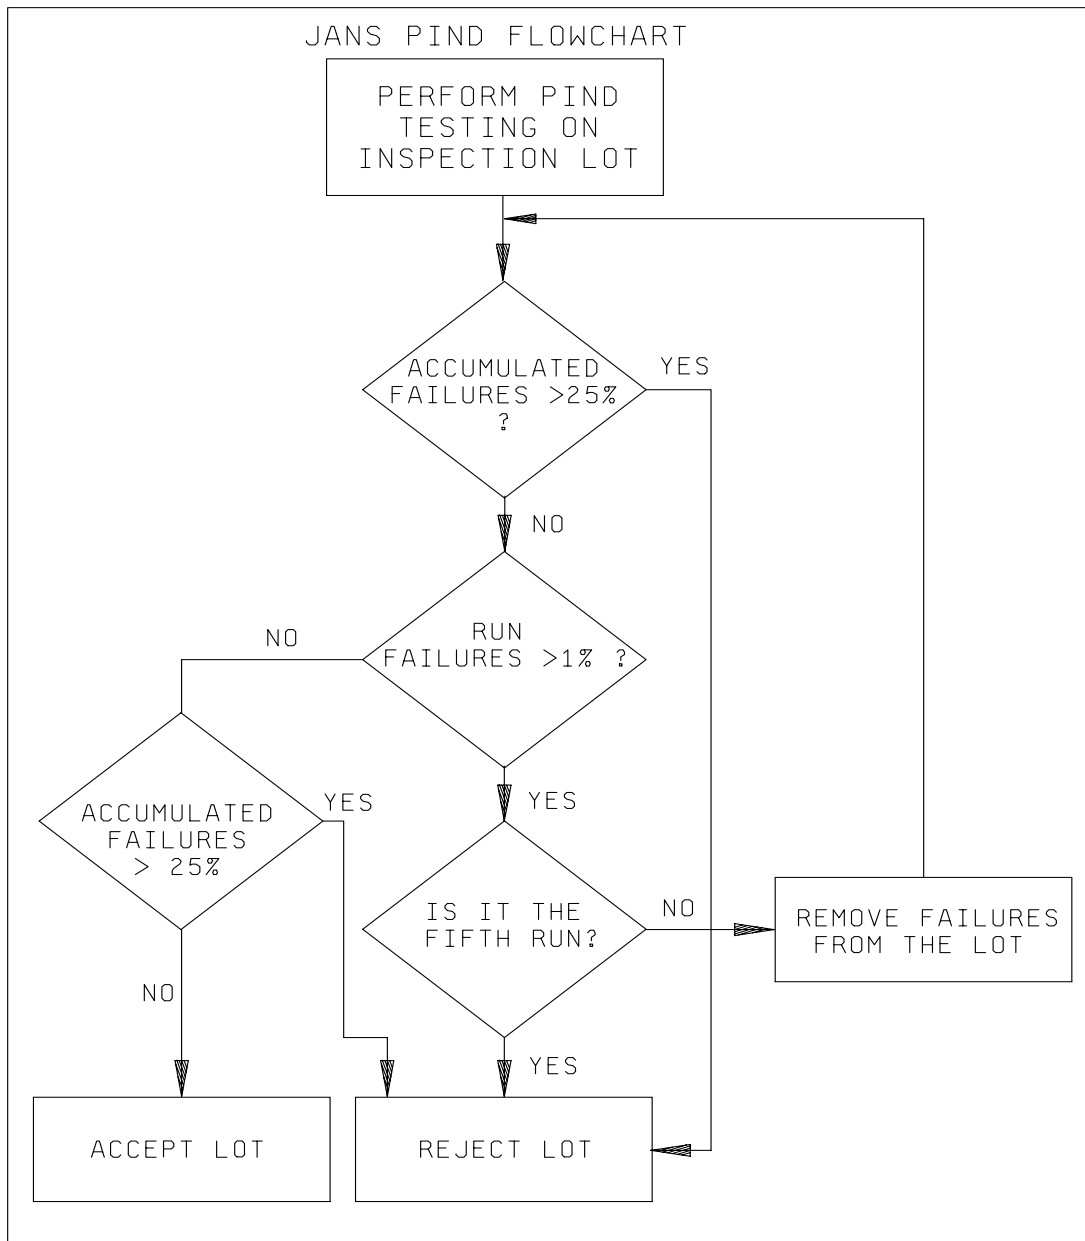 JANS PIND FLOWCHART
PERFORM PIND
TESTING ON
INSPECTION LOT
ACCUMULATED
FAILURES >25%
?
YES
NO
RUN
FAILURES >1% ?
NO
YES
ACCUMULATED
FAILURES
> 25%
YES
NO
IS IT THE
FIFTH RUN?
NO
YES
REMOVE FAILURES
FROM THE LOT
ACCEPT LOT
REJECT LOT